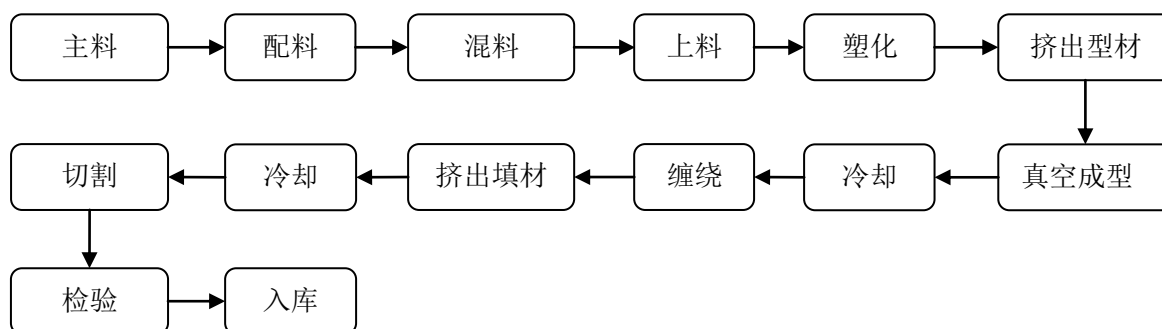 主料 配料 混料 上料 塑化 挤出型材
切割 冷却 挤出填材 缠绕 冷却 真空成型
检验 入库